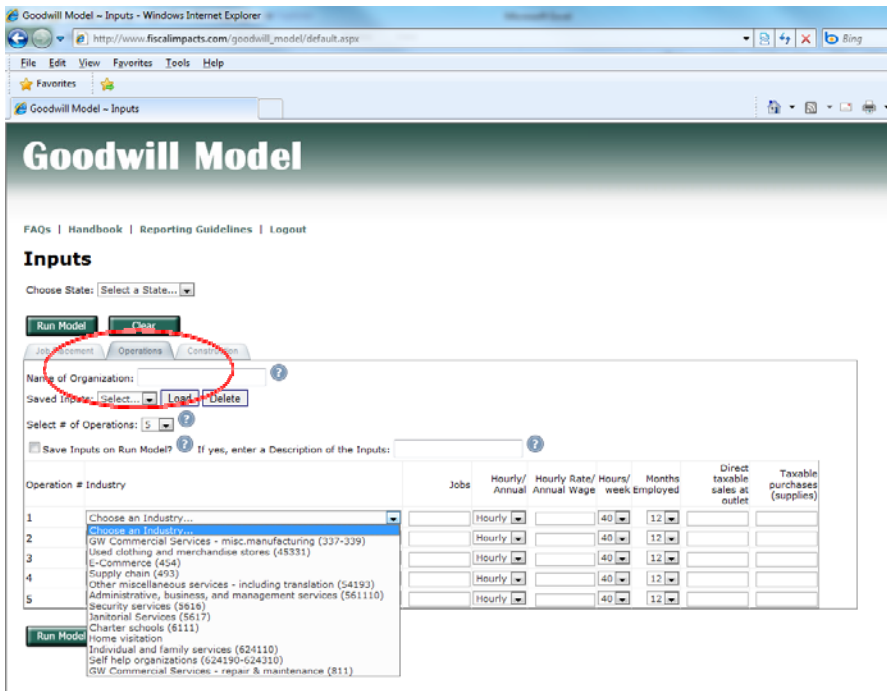 Goodwill Model ~ Inputs - Windows Internet Explorer
http://www.fiscalimpacts.com/goodwill_model/default.aspx
Bing
File Edit View Favorites Tools Help
Favorites
Goodwill Model ~ Inputs
Goodwill Model
FAQs | Handbook | Reporting Guidelines | Logout
Inputs
Choose State: Select a State...
Run Model Clear
Job Placement Operations Construction
Name of Organization: ?
Saved Inputs: Select... Load Delete
Select # of Operations: 5 ?
Save Inputs on Run Model? ? If yes, enter a Description of the Inputs: ?
Operation # Industry Jobs Hourly/ Annual Hourly Rate/ Annual Wage Hours/ week Months Employed Direct taxable sales at outlet Taxable purchases (supplies)
1 Choose an Industry... Hourly 40 12
Choose an Industry...
2 GW Commercial Services - misc.manufacturing (337-339) Hourly 40 12
Used clothing and merchandise stores (45331)
3 E-Commerce (454) Hourly 40 12
Supply chain (493)
4 Other miscellaneous services - including translation (54193) Hourly 40 12
Administrative, business, and management services (561110)
5 Security services (5616) Hourly 40 12
Janitorial Services (5617)
Charter schools (6111)
Run Model Home visitation
Individual and family services (624110)
Self help organizations (624190-624310)
GW Commercial Services - repair & maintenance (811)